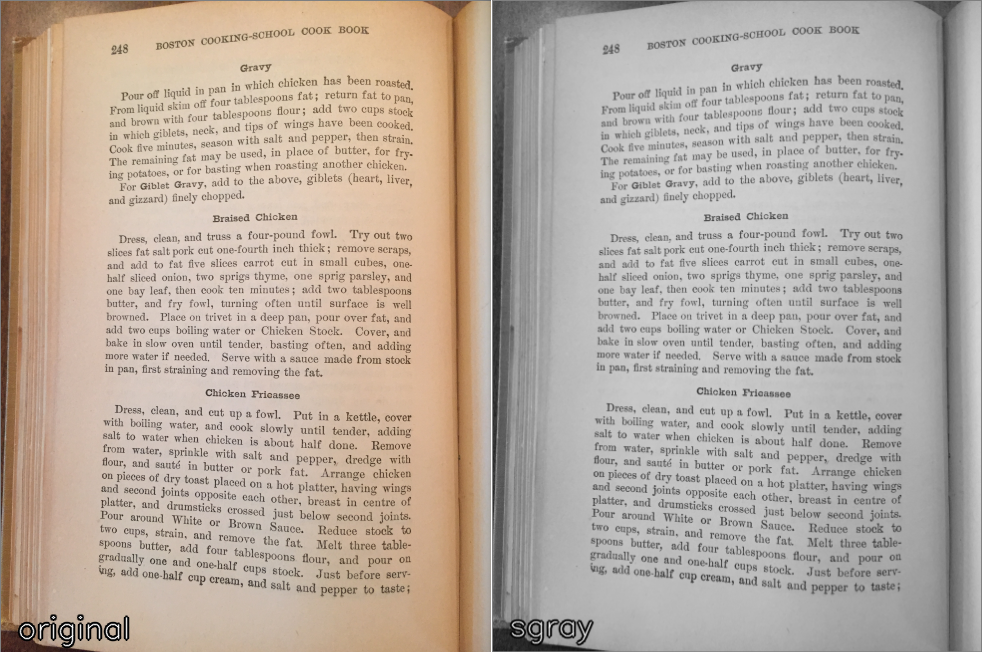 248 BOSTON COOKING-SCHOOL COOK BOOK
Gravy
Pour off liquid in pan in which chicken has been roasted.
From liquid skim off four tablespoons fat; return fat to pan,
and brown with four tablespoons flour; add two cups stock
in which giblets, neck, and tips of wings have been cooked.
Cook five minutes, season with salt and pepper, then strain.
The remaining fat may be used, in place of butter, for fry-
ing potatoes, or for basting when roasting another chicken.
For Giblet Gravy, add to the above, giblets (heart, liver,
and gizzard) finely chopped.
Braised Chicken
Dress, clean, and truss a four-pound fowl. Try out two
slices fat salt pork cut one-fourth inch thick; remove scraps,
and add to fat five slices carrot cut in small cubes, one-
half sliced onion, two sprigs thyme, one sprig parsley, and
one bay leaf, then cook ten minutes; add two tablespoons
butter, and fry fowl, turning often until surface is well
browned. Place on trivet in a deep pan, pour over fat, and
add two cups boiling water or Chicken Stock. Cover, and
bake in slow oven until tender, basting often, and adding
more water if needed. Serve with a sauce made from stock
in pan, first straining and removing the fat.
Chicken Fricassee
Dress, clean, and cut up a fowl. Put in a kettle, cover
with boiling water, and cook slowly until tender, adding
salt to water when chicken is about half done. Remove
from water, sprinkle with salt and pepper, dredge with
flour, and sauté in butter or pork fat. Arrange chicken
on pieces of dry toast placed on a hot platter, having wings
and second joints opposite each other, breast in centre of
platter, and drumsticks crossed just below second joints.
Pour around White or Brown Sauce. Reduce stock to
two cups, strain, and remove the fat. Melt three table-
spoons butter, add four tablespoons flour, and pour on
gradually one and one-half cups stock. Just before serv-
ing, add one-half cup cream, and salt and pepper to taste;
original
248 BOSTON COOKING-SCHOOL COOK BOOK
Gravy
Pour off liquid in pan in which chicken has been roasted.
From liquid skim off four tablespoons fat; return fat to pan,
and brown with four tablespoons flour; add two cups stock
in which giblets, neck, and tips of wings have been cooked.
Cook five minutes, season with salt and pepper, then strain.
The remaining fat may be used, in place of butter, for fry-
ing potatoes, or for basting when roasting another chicken.
For Giblet Gravy, add to the above, giblets (heart, liver,
and gizzard) finely chopped.
Braised Chicken
Dress, clean, and truss a four-pound fowl. Try out two
slices fat salt pork cut one-fourth inch thick; remove scraps,
and add to fat five slices carrot cut in small cubes, one-
half sliced onion, two sprigs thyme, one sprig parsley, and
one bay leaf, then cook ten minutes; add two tablespoons
butter, and fry fowl, turning often until surface is well
browned. Place on trivet in a deep pan, pour over fat, and
add two cups boiling water or Chicken Stock. Cover, and
bake in slow oven until tender, basting often, and adding
more water if needed. Serve with a sauce made from stock
in pan, first straining and removing the fat.
Chicken Fricassee
Dress, clean, and cut up a fowl. Put in a kettle, cover
with boiling water, and cook slowly until tender, adding
salt to water when chicken is about half done. Remove
from water, sprinkle with salt and pepper, dredge with
flour, and sauté in butter or pork fat. Arrange chicken
on pieces of dry toast placed on a hot platter, having wings
and second joints opposite each other, breast in centre of
platter, and drumsticks crossed just below second joints.
Pour around White or Brown Sauce. Reduce stock to
two cups, strain, and remove the fat. Melt three table-
spoons butter, add four tablespoons flour, and pour on
gradually one and one-half cups stock. Just before serv-
ing, add one-half cup cream, and salt and pepper to taste;
sgray